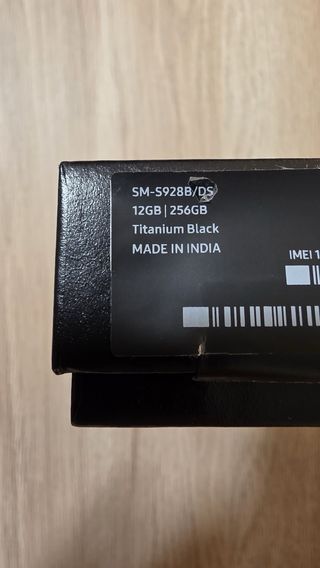 SM-S928B/DS
12GB | 256GB
Titanium Black
MADE IN INDIA
IMEI 1